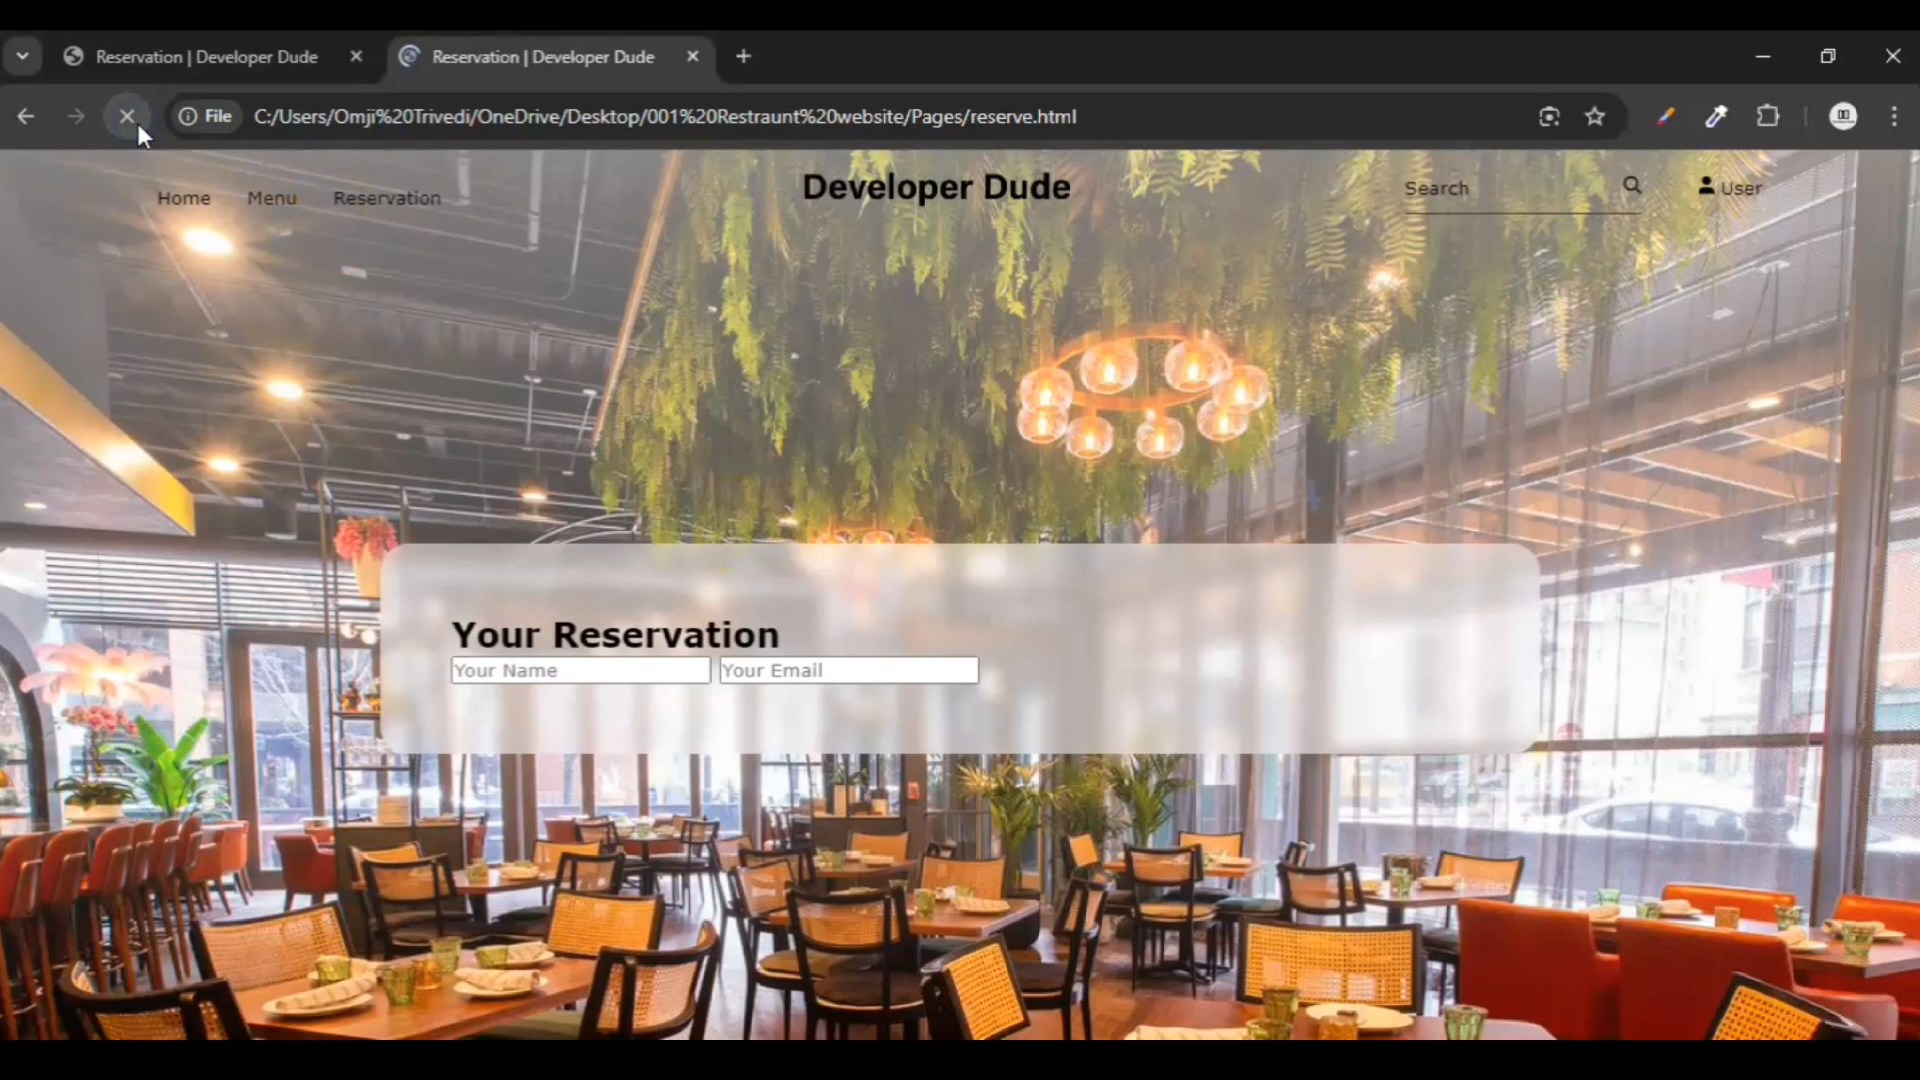 Reservation | Developer Dude
Reservation | Developer Dude
File
C:/Users/Omji%20Trivedi/OneDrive/Desktop/001%20Restraunt%20website/Pages/reserve.html
Home
Menu
Reservation
Developer Dude
Search
User
Your Reservation
Your Name
Your Email